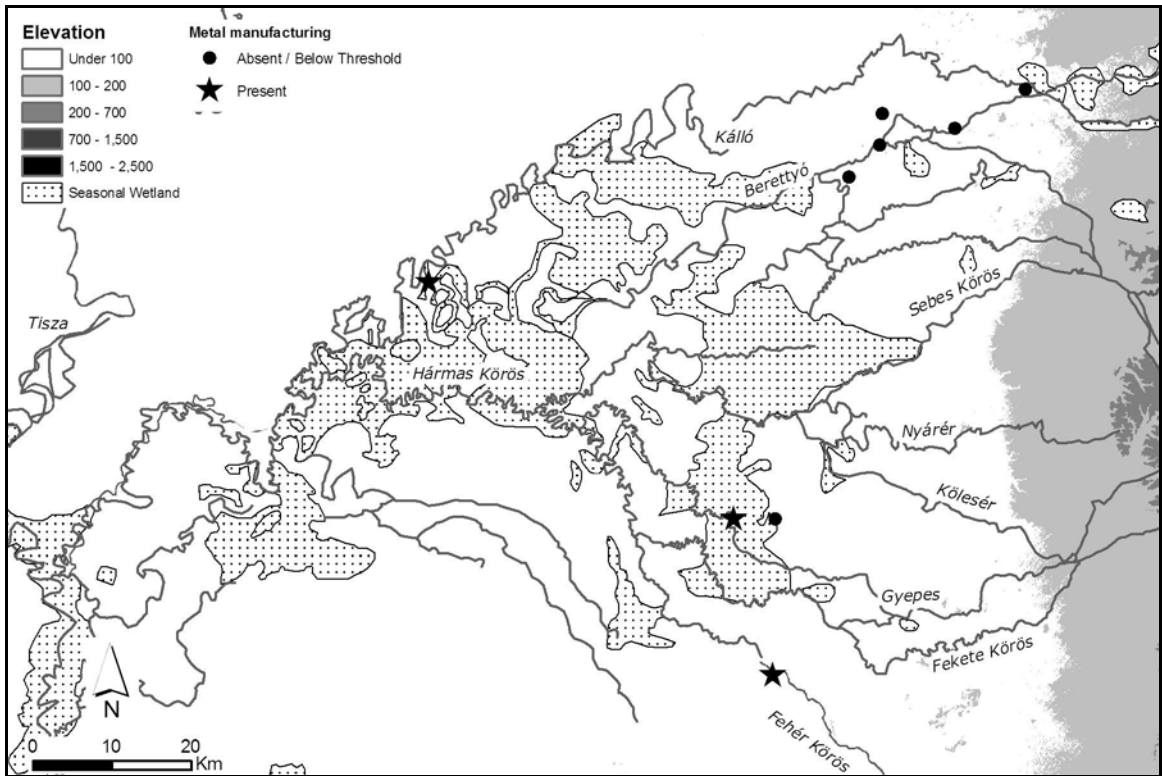 Elevation
Under 100
100 - 200
200 - 700
700 - 1,500
1,500 - 2,500
Seasonal Wetland
Metal manufacturing
Absent / Below Threshold
Present
Kálló
Berettyó
Sebes Körös
Tisza
Hármas Körös
Nyárér
Kölesér
Gyepes
Fekete Körös
Fehér Körös
N
0 10 20
Km